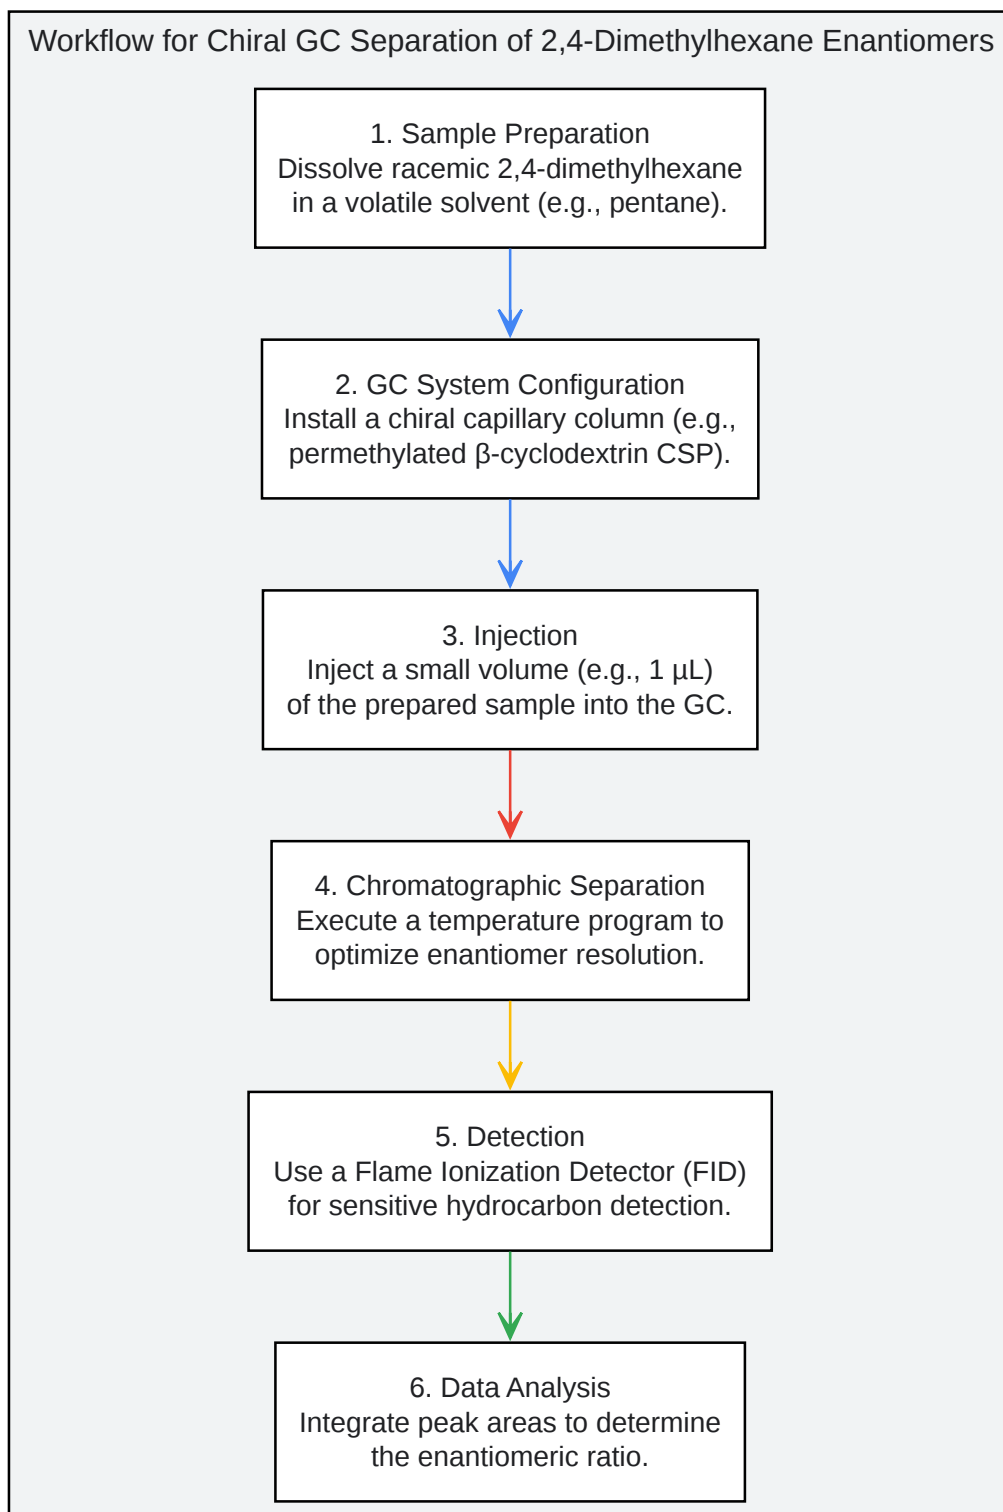 Workflow for Chiral GC Separation of 2,4-Dimethylhexane Enantiomers
1. Sample Preparation
Dissolve racemic 2,4-dimethylhexane
in a volatile solvent (e.g., pentane).
2. GC System Configuration
Install a chiral capillary column (e.g.,
permethylated β-cyclodextrin CSP).
3. Injection
Inject a small volume (e.g., 1 µL)
of the prepared sample into the GC.
4. Chromatographic Separation
Execute a temperature program to
optimize enantiomer resolution.
5. Detection
Use a Flame Ionization Detector (FID)
for sensitive hydrocarbon detection.
6. Data Analysis
Integrate peak areas to determine
the enantiomeric ratio.